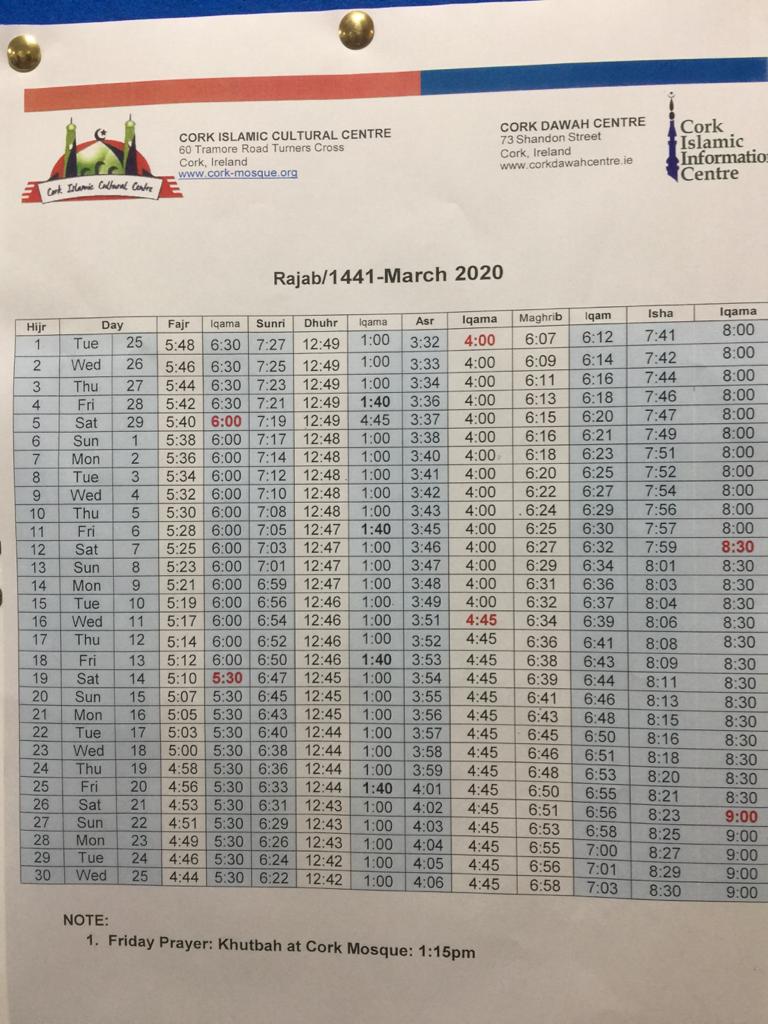 Cork Islamic Cultural Centre
CORK ISLAMIC CULTURAL CENTRE
60 Tramore Road Turners Cross
Cork, Ireland
www.cork-mosque.org
CORK DAWAH CENTRE
73 Shandon Street
Cork, Ireland
www.corkdawahcentre.ie
Cork
Islamic
Informatio
Centre
Rajab/1441-March 2020
Hijr Day Fajr Iqama Sunri Dhuhr Iqama Asr Iqama Maghrib Iqam Isha Iqama
1 Tue 25 5:48 6:30 7:27 12:49 1:00 3:32 4:00 6:07 6:12 7:41 8:00
2 Wed 26 5:46 6:30 7:25 12:49 1:00 3:33 4:00 6:09 6:14 7:42 8:00
3 Thu 27 5:44 6:30 7:23 12:49 1:00 3:34 4:00 6:11 6:16 7:44 8:00
4 Fri 28 5:42 6:30 7:21 12:49 1:40 3:36 4:00 6:13 6:18 7:46 8:00
5 Sat 29 5:40 6:00 7:19 12:49 4:45 3:37 4:00 6:15 6:20 7:47 8:00
6 Sun 1 5:38 6:00 7:17 12:48 1:00 3:38 4:00 6:16 6:21 7:49 8:00
7 Mon 2 5:36 6:00 7:14 12:48 1:00 3:40 4:00 6:18 6:23 7:51 8:00
8 Tue 3 5:34 6:00 7:12 12:48 1:00 3:41 4:00 6:20 6:25 7:52 8:00
9 Wed 4 5:32 6:00 7:10 12:48 1:00 3:42 4:00 6:22 6:27 7:54 8:00
10 Thu 5 5:30 6:00 7:08 12:48 1:00 3:43 4:00 6:24 6:29 7:56 8:00
11 Fri 6 5:28 6:00 7:05 12:47 1:40 3:45 4:00 6:25 6:30 7:57 8:00
12 Sat 7 5:25 6:00 7:03 12:47 1:00 3:46 4:00 6:27 6:32 7:59 8:30
13 Sun 8 5:23 6:00 7:01 12:47 1:00 3:47 4:00 6:29 6:34 8:01 8:30
14 Mon 9 5:21 6:00 6:59 12:47 1:00 3:48 4:00 6:31 6:36 8:03 8:30
15 Tue 10 5:19 6:00 6:56 12:46 1:00 3:49 4:00 6:32 6:37 8:04 8:30
16 Wed 11 5:17 6:00 6:54 12:46 1:00 3:51 4:45 6:34 6:39 8:06 8:30
17 Thu 12 5:14 6:00 6:52 12:46 1:00 3:52 4:45 6:36 6:41 8:08 8:30
18 Fri 13 5:12 6:00 6:50 12:46 1:40 3:53 4:45 6:38 6:43 8:09 8:30
19 Sat 14 5:10 5:30 6:47 12:45 1:00 3:54 4:45 6:39 6:44 8:11 8:30
20 Sun 15 5:07 5:30 6:45 12:45 1:00 3:55 4:45 6:41 6:46 8:13 8:30
21 Mon 16 5:05 5:30 6:43 12:45 1:00 3:56 4:45 6:43 6:48 8:15 8:30
22 Tue 17 5:03 5:30 6:40 12:44 1:00 3:57 4:45 6:45 6:50 8:16 8:30
23 Wed 18 5:00 5:30 6:38 12:44 1:00 3:58 4:45 6:46 6:51 8:18 8:30
24 Thu 19 4:58 5:30 6:36 12:44 1:00 3:59 4:45 6:48 6:53 8:20 8:30
25 Fri 20 4:56 5:30 6:33 12:44 1:40 4:01 4:45 6:50 6:55 8:21 8:30
26 Sat 21 4:53 5:30 6:31 12:43 1:00 4:02 4:45 6:51 6:56 8:23 9:00
27 Sun 22 4:51 5:30 6:29 12:43 1:00 4:03 4:45 6:53 6:58 8:25 9:00
28 Mon 23 4:49 5:30 6:26 12:43 1:00 4:04 4:45 6:55 7:00 8:27 9:00
29 Tue 24 4:46 5:30 6:24 12:42 1:00 4:05 4:45 6:56 7:01 8:29 9:00
30 Wed 25 4:44 5:30 6:22 12:42 1:00 4:06 4:45 6:58 7:03 8:30 9:00
NOTE:
1. Friday Prayer: Khutbah at Cork Mosque: 1:15pm